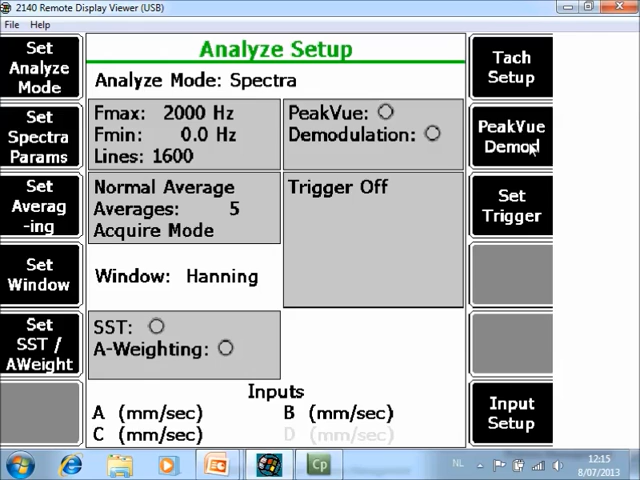 2140 Remote Display Viewer (USB)
File Help
Set
Analyze
Mode
Set
Spectra
Params
Set
Averag
-ing
Set
Window
Set
SST /
AWeight
Analyze Setup
Analyze Mode: Spectra
Fmax: 2000 Hz
Fmin: 0.0 Hz
Lines: 1600
PeakVue:
Demodulation:
Normal Average
Averages: 5
Acquire Mode
Trigger Off
Window: Hanning
SST:
A-Weighting:
Inputs
A (mm/sec) B (mm/sec)
C (mm/sec) D (mm/sec)
Tach
Setup
PeakVue
Demod
Set
Trigger
Input
Setup
Cp
NL
12:15
8/07/2013